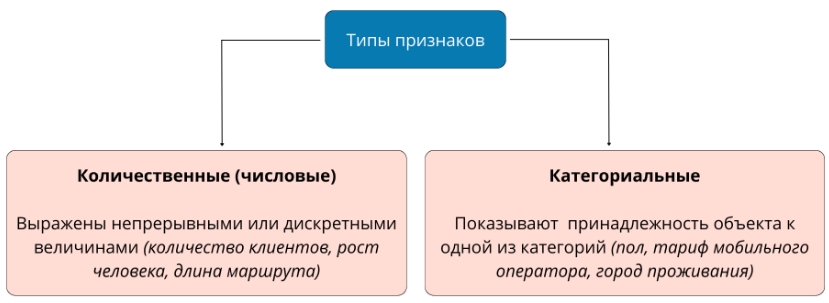 Типы признаков
Количественные (числовые)
Выражены непрерывными или дискретными
величинами (количество клиентов, рост
человека, длина маршрута)
Категориальные
Показывают  принадлежность объекта к
одной из категорий (пол, тариф мобильного
оператора, город проживания)